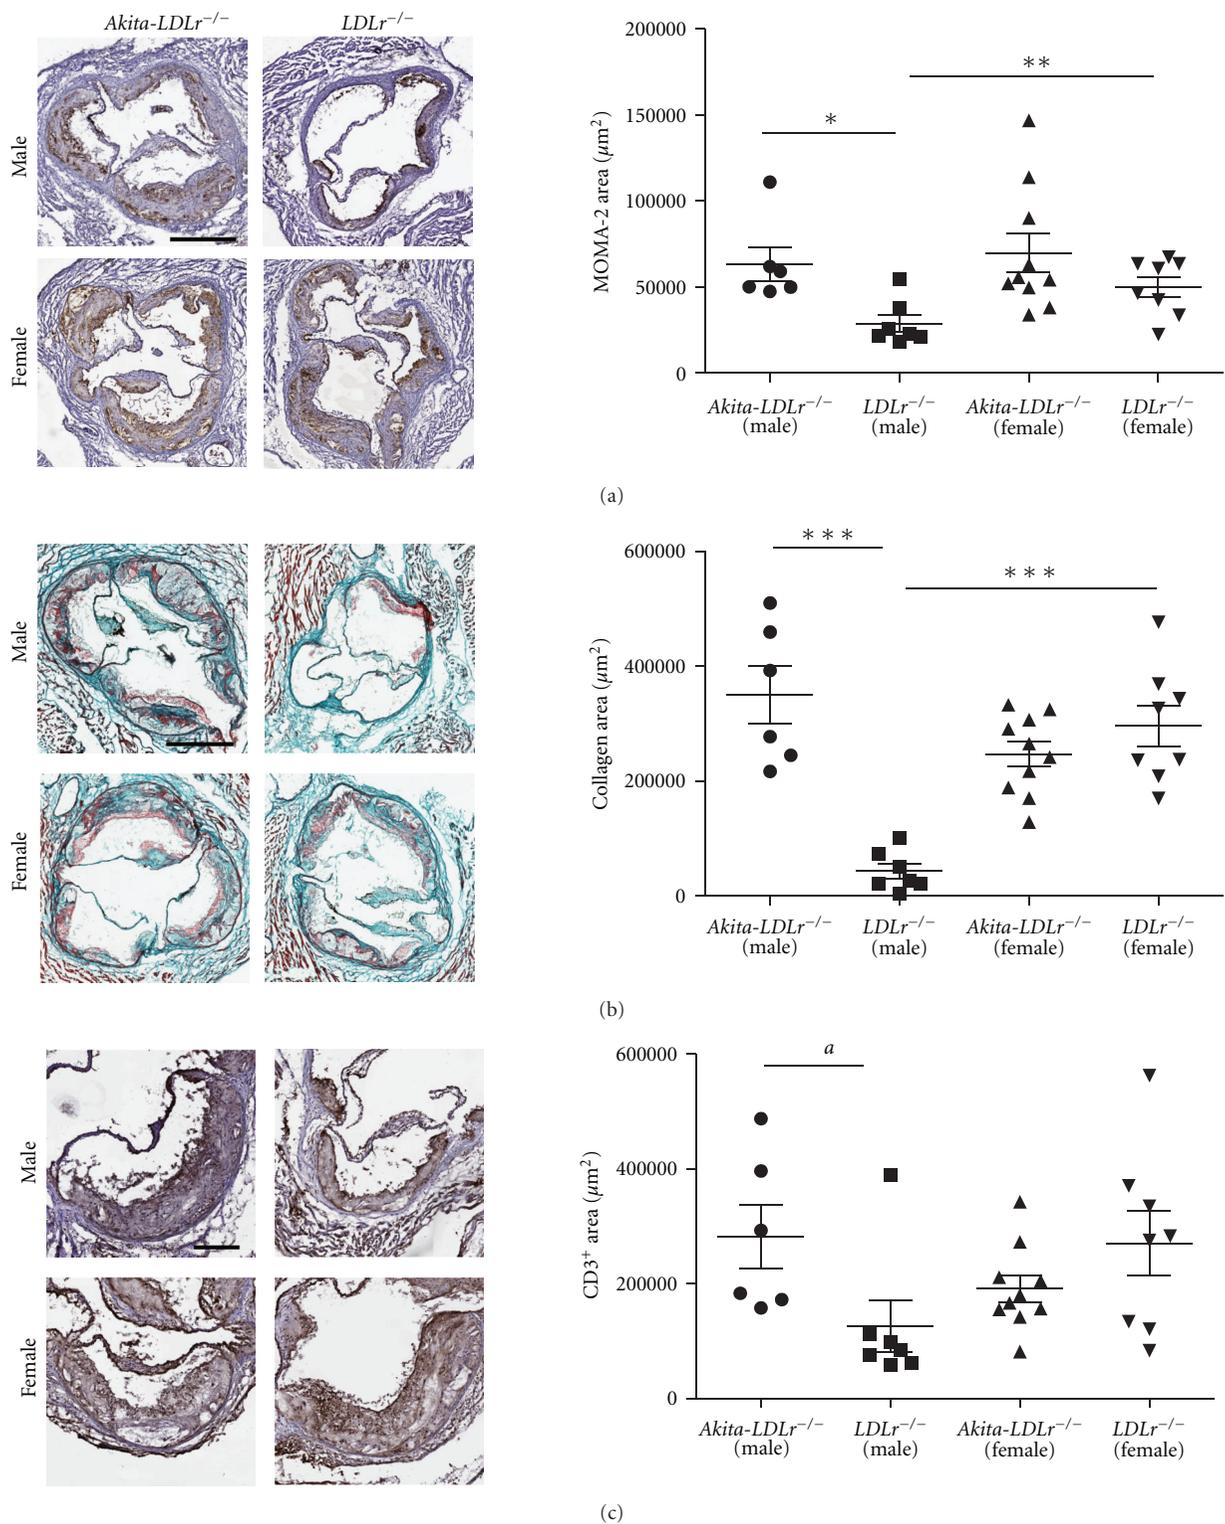 Akita-LDLr−/− LDLr−/−
Male
Female
200000
150000
100000
50000
0
MOMA-2 area (μm2)
*
**
Akita-LDLr−/− (male)
LDLr−/− (male)
Akita-LDLr−/− (female)
LDLr−/− (female)
(a)
Male
Female
600000
400000
200000
0
Collagen area (μm2)
***
***
Akita-LDLr−/− (male)
LDLr−/− (male)
Akita-LDLr−/− (female)
LDLr−/− (female)
(b)
Male
Female
600000
400000
200000
0
CD3+ area (μm2)
a
Akita-LDLr−/− (male)
LDLr−/− (male)
Akita-LDLr−/− (female)
LDLr−/− (female)
(c)